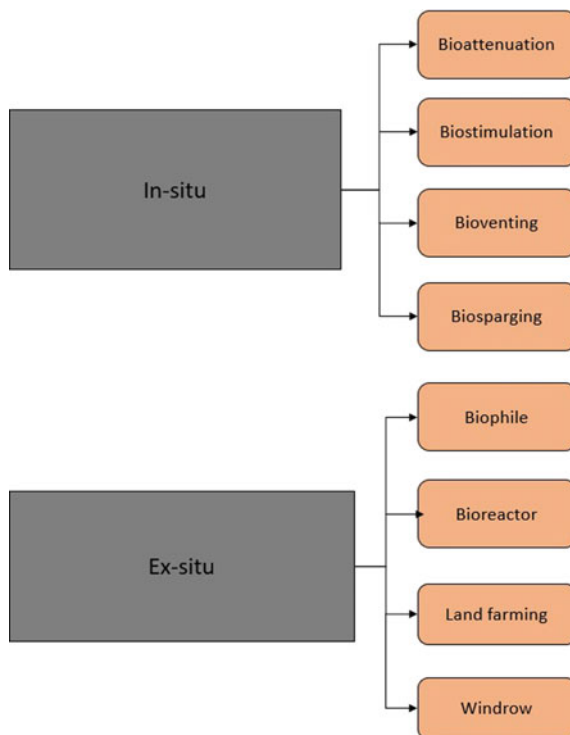 In-situ
Bioattenuation
Biostimulation
Bioventing
Biosparging
Ex-situ
Biophile
Bioreactor
Land farming
Windrow